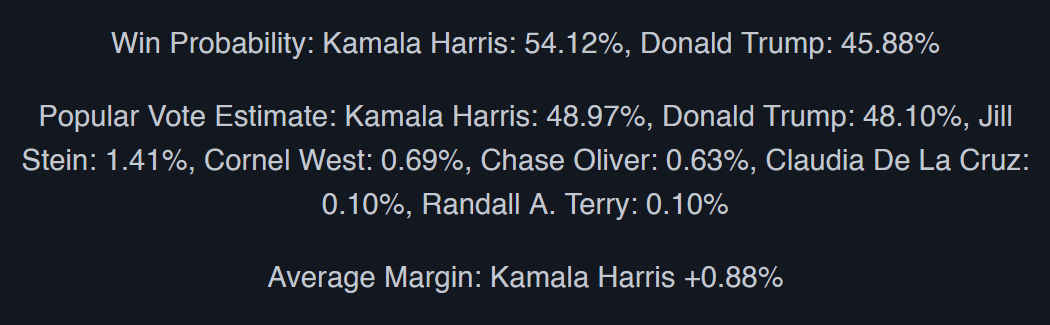 Win Probability: Kamala Harris: 54.12%, Donald Trump: 45.88%
Popular Vote Estimate: Kamala Harris: 48.97%, Donald Trump: 48.10%, Jill
Stein: 1.41%, Cornel West: 0.69%, Chase Oliver: 0.63%, Claudia De La Cruz:
0.10%, Randall A. Terry: 0.10%
Average Margin: Kamala Harris +0.88%